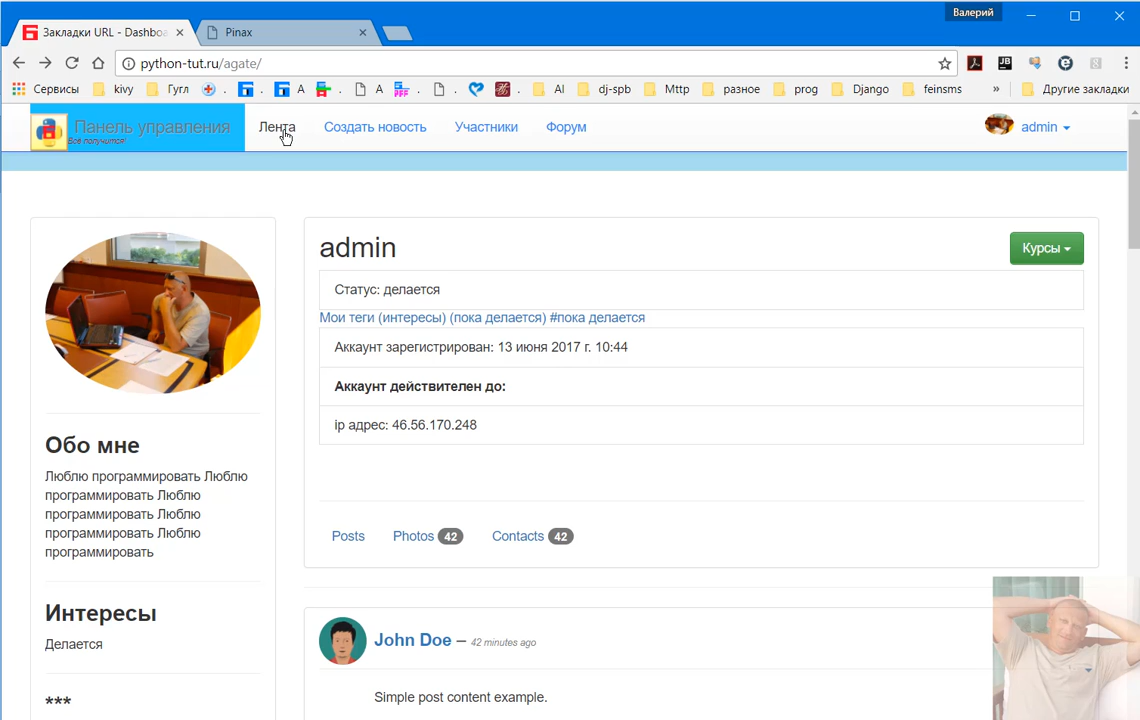 Валерий
Закладки URL - Dashboa
Pinax
python-tut.ru/agate/
Сервисы kivy Гугл . . A . A . . AI dj-spb Mttp разное prog Django feinsms » Другие закладки
Панель управления
Всё получится!
Лента Создать новость Участники Форум admin
admin
Курсы
Статус: делается
Мои теги (интересы) (пока делается) #пока делается
Аккаунт зарегистрирован: 13 июня 2017 г. 10:44
Аккаунт действителен до:
ip адрес: 46.56.170.248
Posts Photos 42 Contacts 42
Обо мне
Люблю программировать Люблю
программировать Люблю
программировать Люблю
программировать Люблю
программировать
Интересы
Делается
***
John Doe – 42 minutes ago
Simple post content example.